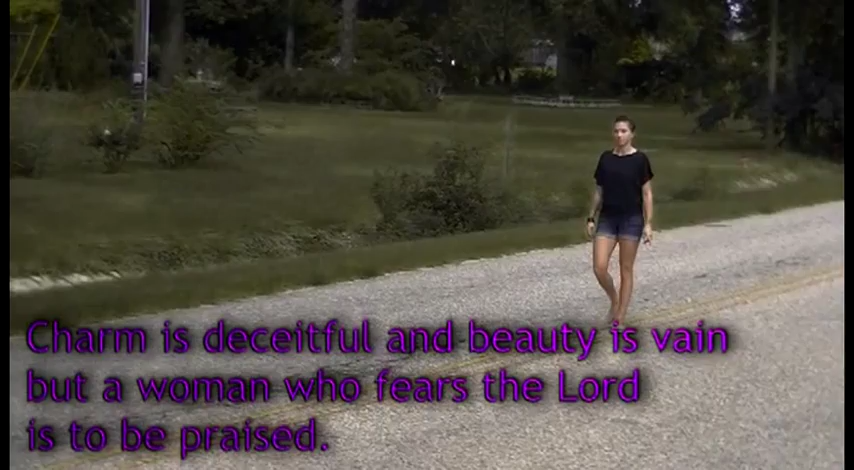 Charm is deceitful and beauty is vain
but a woman who fears the Lord
is to be praised.